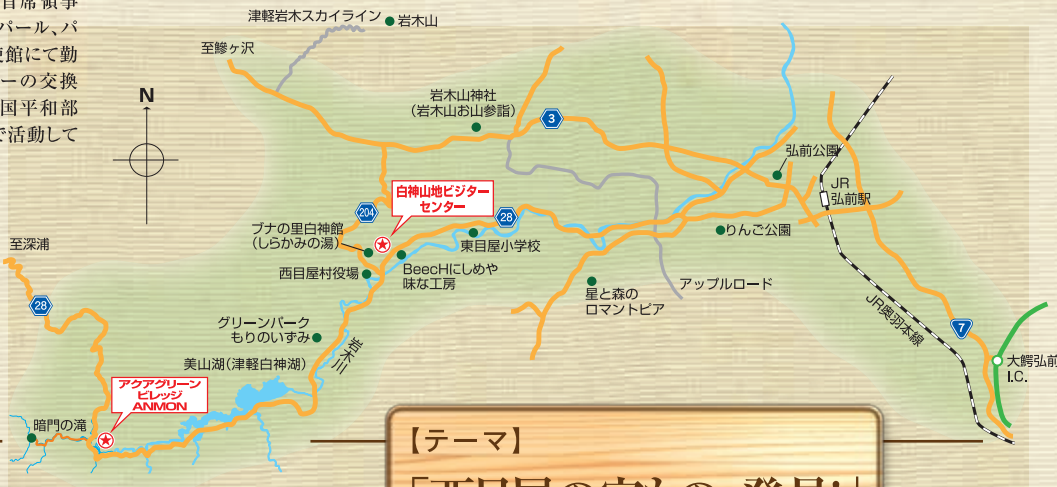 首席領事
パール、パ
使館にて勤
ーの交換
国平和部
で活動して
津軽岩木スカイライン
岩木山
至鰺ヶ沢
N
岩木山神社
（岩木山お山参詣）
3
弘前公園
JR
弘前駅
白神山地ビジター
センター
204
28
ブナの里白神館
（しらかみの湯）
東目屋小学校
りんご公園
至深浦
西目屋村役場
BeecHにしめや
味な工房
星と森の
ロマントピア
アップルロード
28
グリーンパーク
もりのいずみ
岩木川
JR奥羽本線
7
美山湖（津軽白神湖）
大鰐弘前
I.C.
アクアグリーン
ビレッジ
ANMON
暗門の滝
【テーマ】